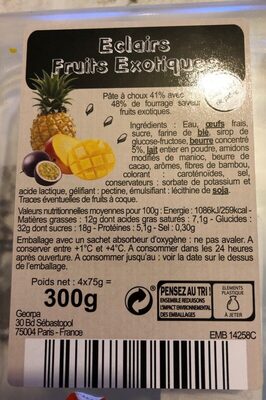 Eclairs
Fruits Exotiques
Pâte à choux 41% avec
48% de fourrage saveur
fruits exotiques.
Ingrédients : Eau, œufs frais,
sucre, farine de blé, sirop de
glucose-fructose, beurre concentré
5%, lait entier en poudre, amidons
modifiés de manioc, beurre de
cacao, arômes, fibres de bambou,
colorant : caroténoïdes, sel,
conservateurs : sorbate de potassium et
acide lactique, gélifiant : pectine, émulsifiant : lécithine de soja.
Traces éventuelles de fruits à coque.
Valeurs nutritionnelles moyennes pour 100g : Energie : 1086kJ/259kcal -
Matières grasses : 12g dont acides gras saturés : 7,1g - Glucides :
32g dont sucres : 18g - Protéines : 5,1g - Sel : 0,30g
Emballage avec un sachet absorbeur d'oxygène : ne pas avaler. A
conserver entre +1°C et +4°C. A consommer dans les 24 heures
après ouverture. A consommer jusqu'au : voir la date sur le dessus
de l'emballage.
Poids net : 4x75g =
300g
PENSEZ AU TRI !
ENSEMBLE REDUISONS
L'IMPACT ENVIRONNEMENTAL
DES EMBALLAGES
ÉLÉMENTS
PLASTIQUE
À JETER
Georpa
30 Bd Sébastopol
75004 Paris - France
EMB 14258C